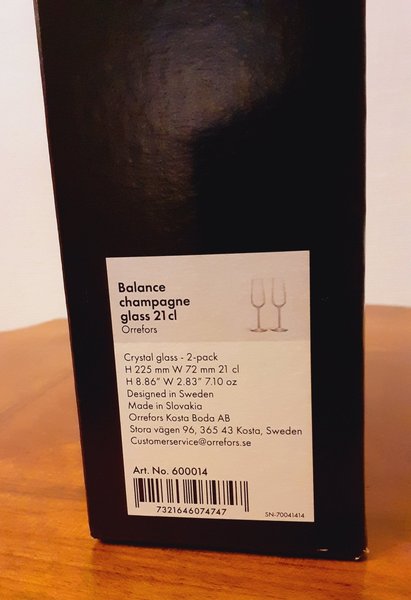 Balance
champagne
glass 21 cl
Orrefors
Crystal glass - 2-pack
H 225 mm W 72 mm 21 cl
H 8.86" W 2.83" 7.10 oz
Designed in Sweden
Made in Slovakia
Orrefors Kosta Boda AB
Stora vägen 96, 365 43 Kosta, Sweden
Customerservice@orrefors.se
Art. No. 600014
7321646074747
SN-70041414